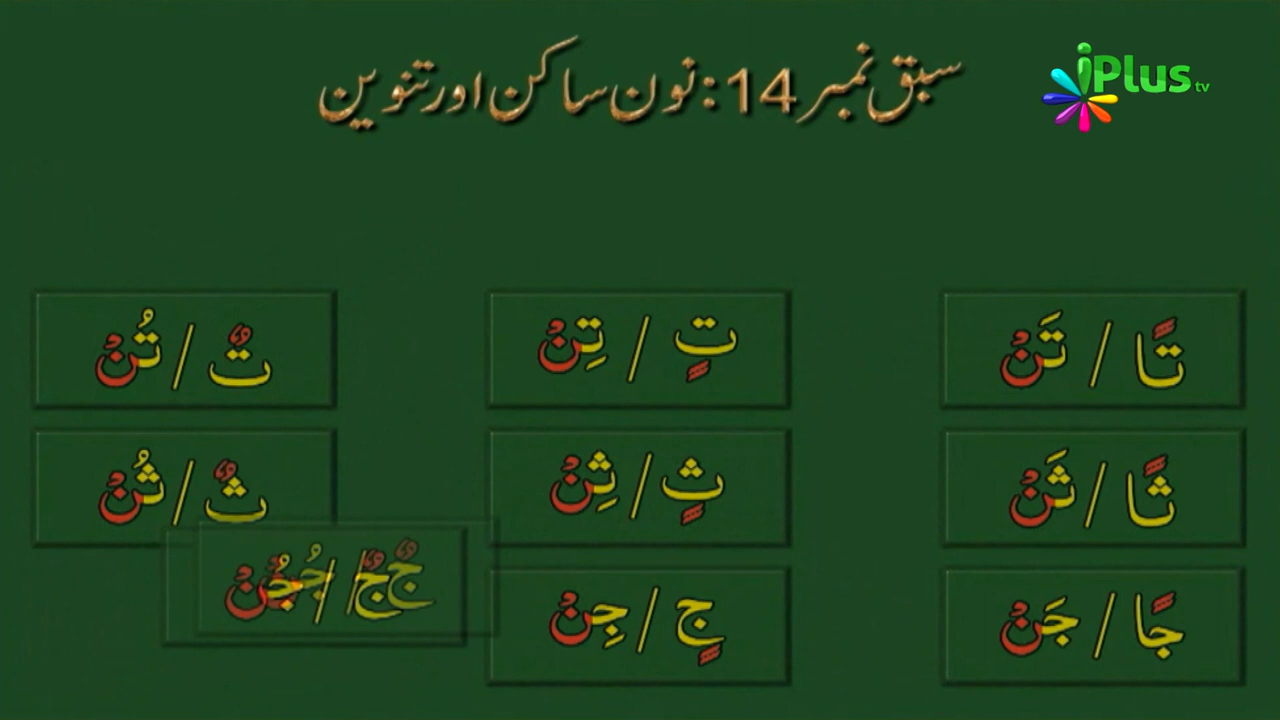 سبق نمبر 14: نون ساکن اور تنوین
iPlus tv
تًا / تَنْ تٍ / تِنْ تٌ / تُنْ
ثًا / ثَنْ ثٍ / ثِنْ ثٌ / ثُنْ
جًا / جَنْ جٍ / جِنْ جٌ / جُنْ